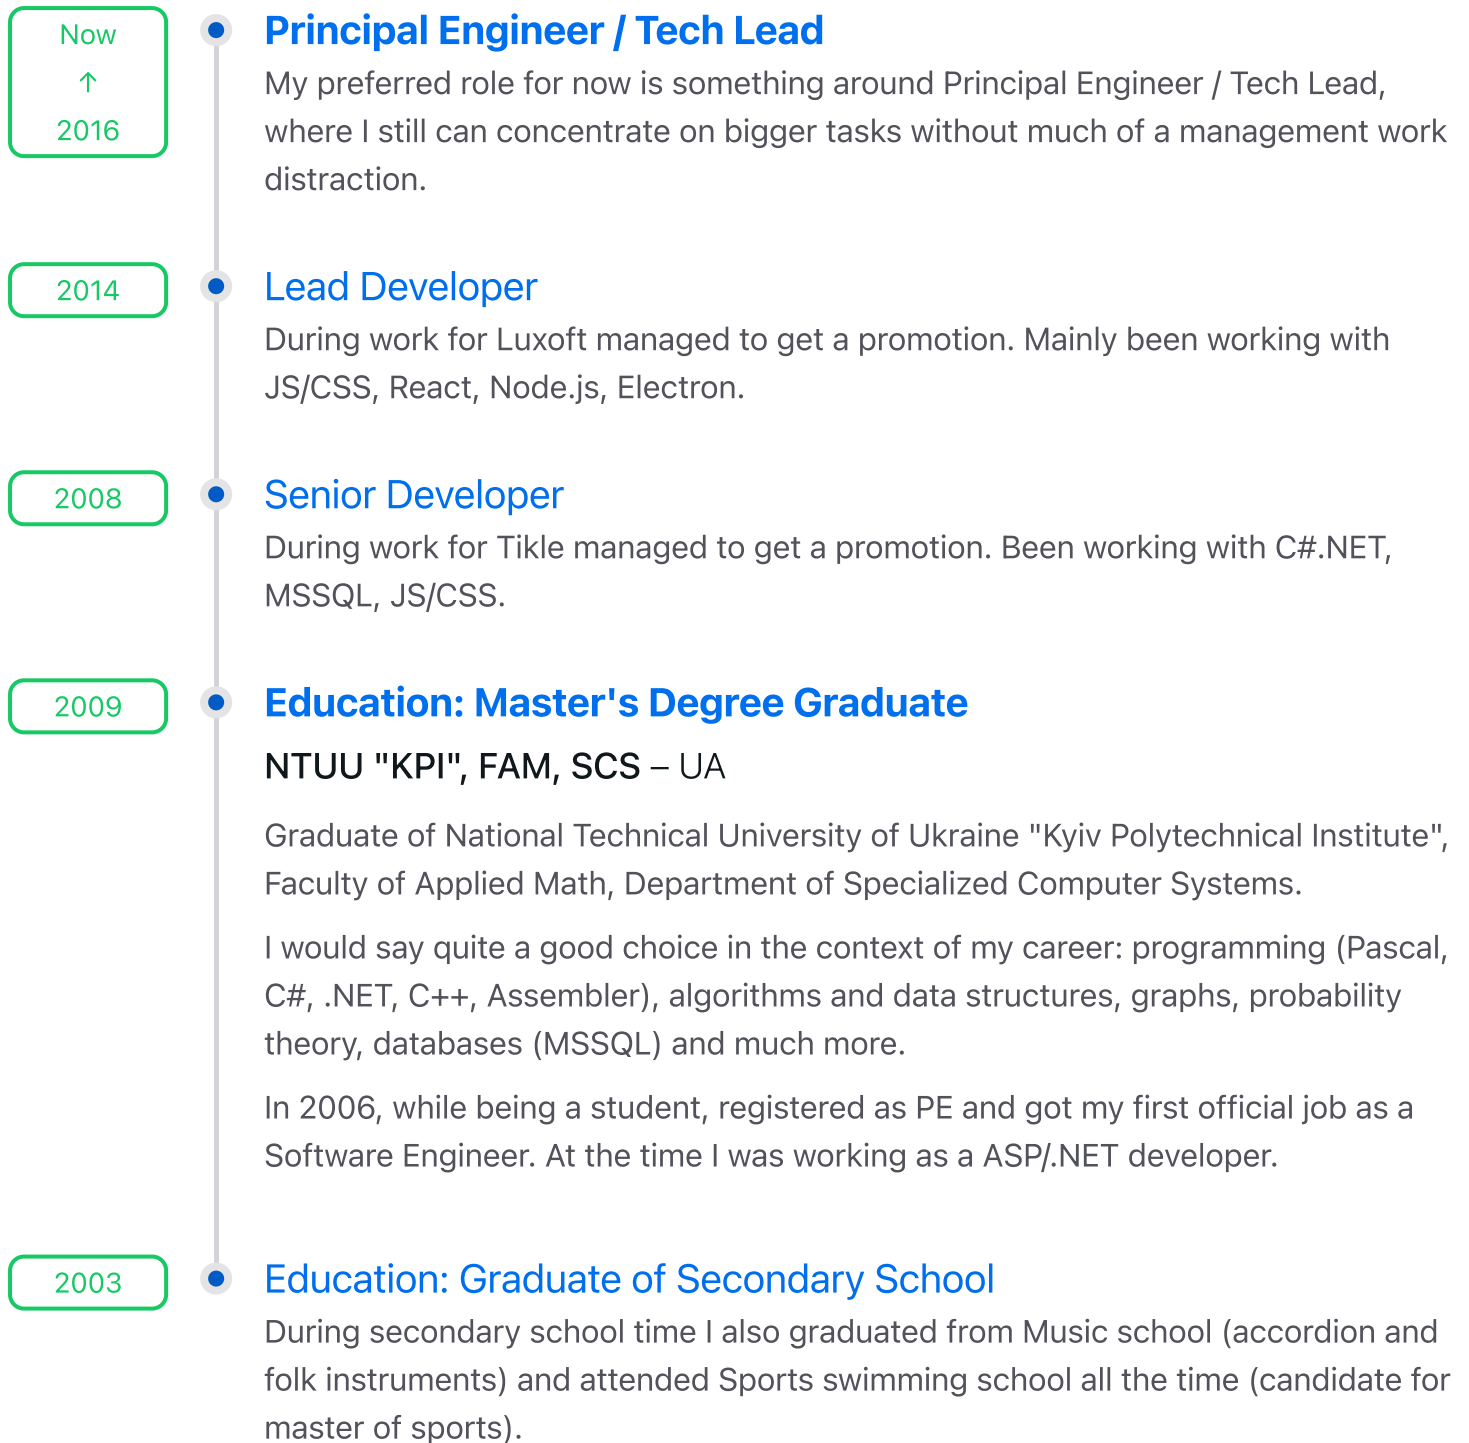 Now
↑
2016
Principal Engineer / Tech Lead
My preferred role for now is something around Principal Engineer / Tech Lead,
where I still can concentrate on bigger tasks without much of a management work
distraction.
2014
Lead Developer
During work for Luxoft managed to get a promotion. Mainly been working with
JS/CSS, React, Node.js, Electron.
2008
Senior Developer
During work for Tikle managed to get a promotion. Been working with C#.NET,
MSSQL, JS/CSS.
2009
Education: Master's Degree Graduate
NTUU "KPI", FAM, SCS – UA
Graduate of National Technical University of Ukraine "Kyiv Polytechnical Institute",
Faculty of Applied Math, Department of Specialized Computer Systems.
I would say quite a good choice in the context of my career: programming (Pascal,
C#, .NET, C++, Assembler), algorithms and data structures, graphs, probability
theory, databases (MSSQL) and much more.
In 2006, while being a student, registered as PE and got my first official job as a
Software Engineer. At the time I was working as a ASP/.NET developer.
2003
Education: Graduate of Secondary School
During secondary school time I also graduated from Music school (accordion and
folk instruments) and attended Sports swimming school all the time (candidate for
master of sports).